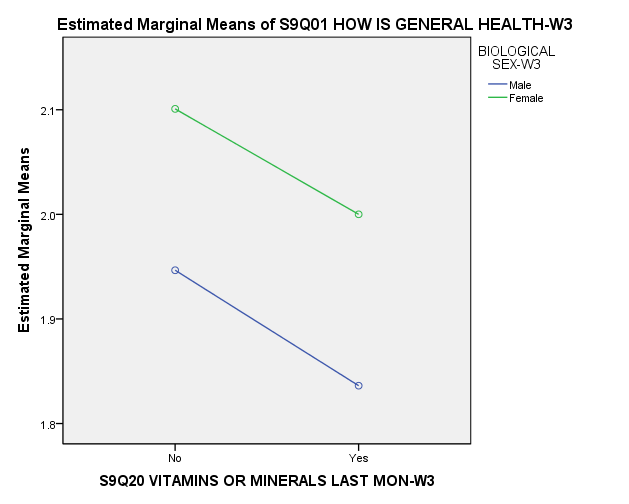 Estimated Marginal Means of S9Q01 HOW IS GENERAL HEALTH-W3
BIOLOGICAL
SEX-W3
Male
Female
Estimated Marginal Means
2.1
2.0
1.9
1.8
No
Yes
S9Q20 VITAMINS OR MINERALS LAST MON-W3